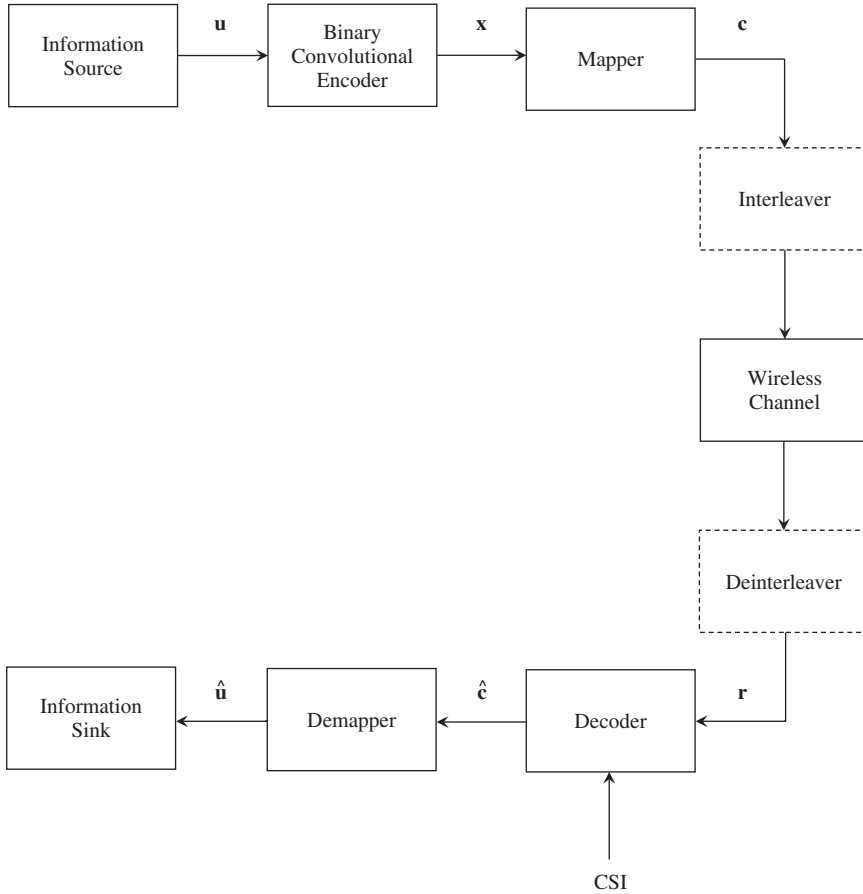 u
x
c
Information
Source
Binary
Convolutional
Encoder
Mapper
Interleaver
Wireless
Channel
Deinterleaver
û
ĉ
r
Information
Sink
Demapper
Decoder
CSI